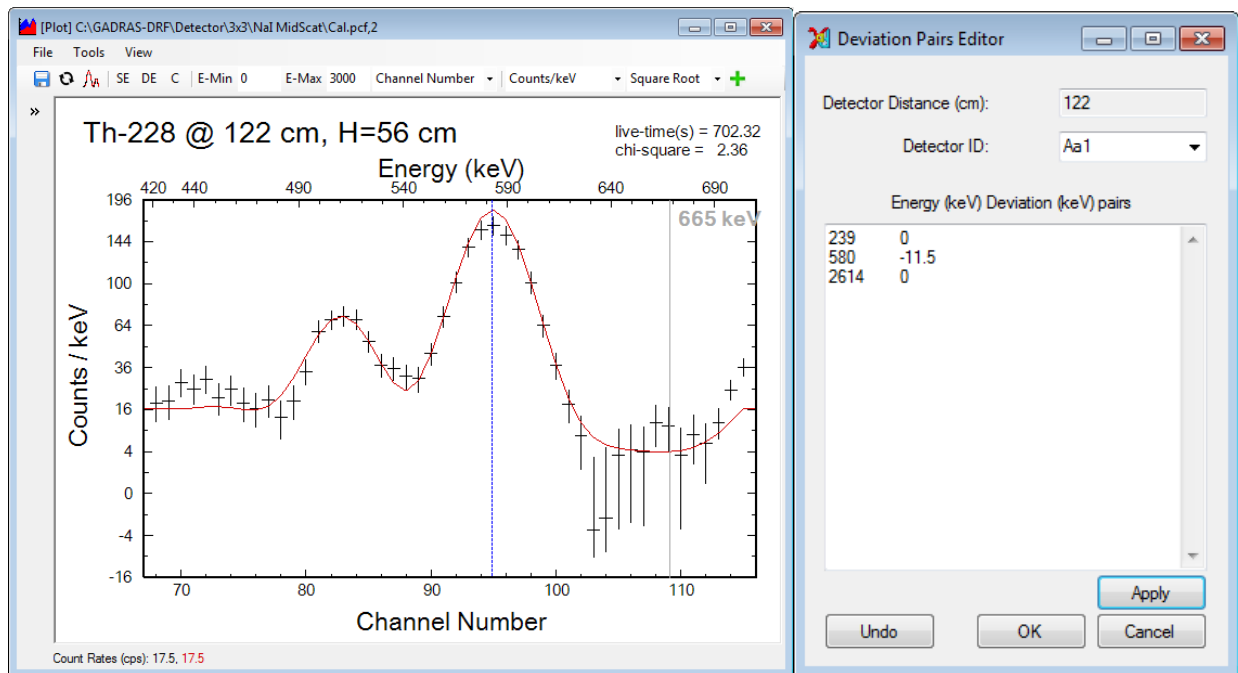 [Plot] C:\GADRAS-DRF\Detector\3x3\NaI MidScat\Cal.pcf,2
File Tools View
SE DE C E-Min 0 E-Max 3000 Channel Number Counts/keV Square Root
»
Th-228 @ 122 cm, H=56 cm
live-time(s) = 702.32
chi-square = 2.36
Energy (keV)
420 440 490 540 590 640 690
665 keV
196
144
100
64
36
16
4
0
-4
-16
Counts / keV
70 80 90 100 110
Channel Number
Count Rates (cps): 17.5, 17.5
Deviation Pairs Editor
Detector Distance (cm): 122
Detector ID: Aa1
Energy (keV) Deviation (keV) pairs
239 0
580 -11.5
2614 0
Apply
Undo OK Cancel